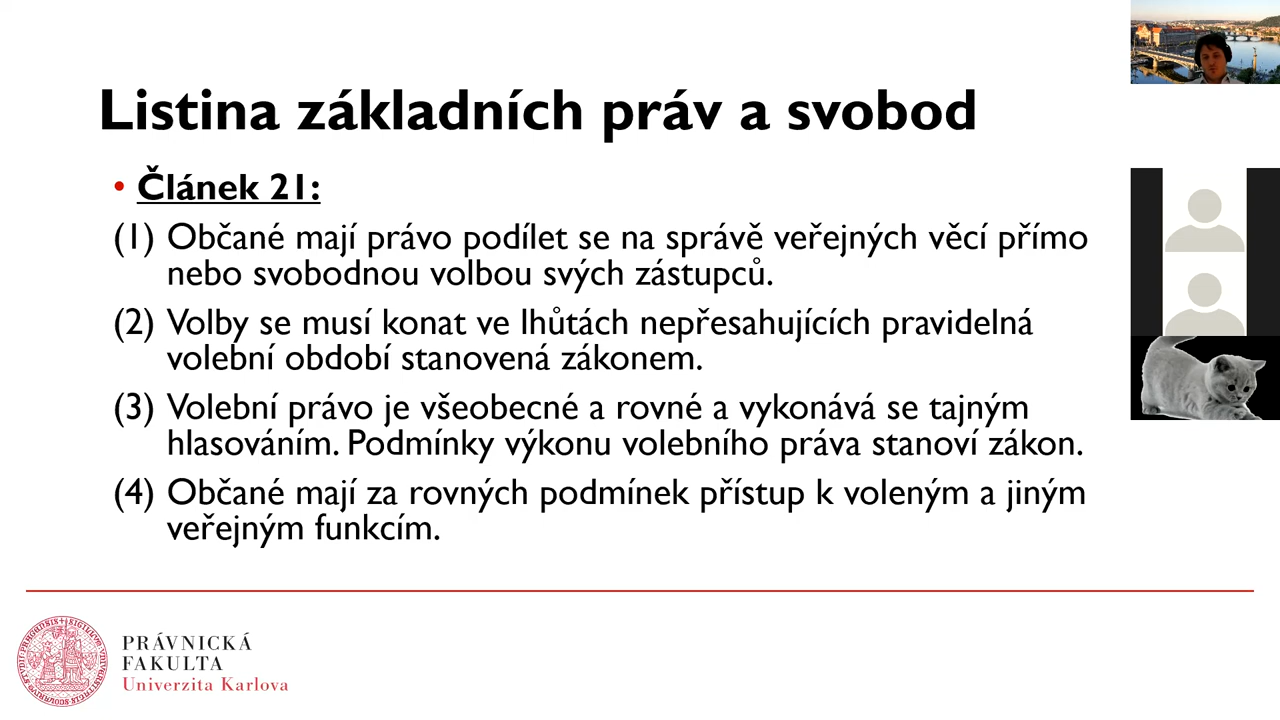 Listina základních práv a svobod
• Článek 21:
(1) Občané mají právo podílet se na správě veřejných věcí přímo
nebo svobodnou volbou svých zástupců.
(2) Volby se musí konat ve lhůtách nepřesahujících pravidelná
volební období stanovená zákonem.
(3) Volební právo je všeobecné a rovné a vykonává se tajným
hlasováním. Podmínky výkonu volebního práva stanoví zákon.
(4) Občané mají za rovných podmínek přístup k voleným a jiným
veřejným funkcím.
PRÁVNICKÁ
FAKULTA
Univerzita Karlova